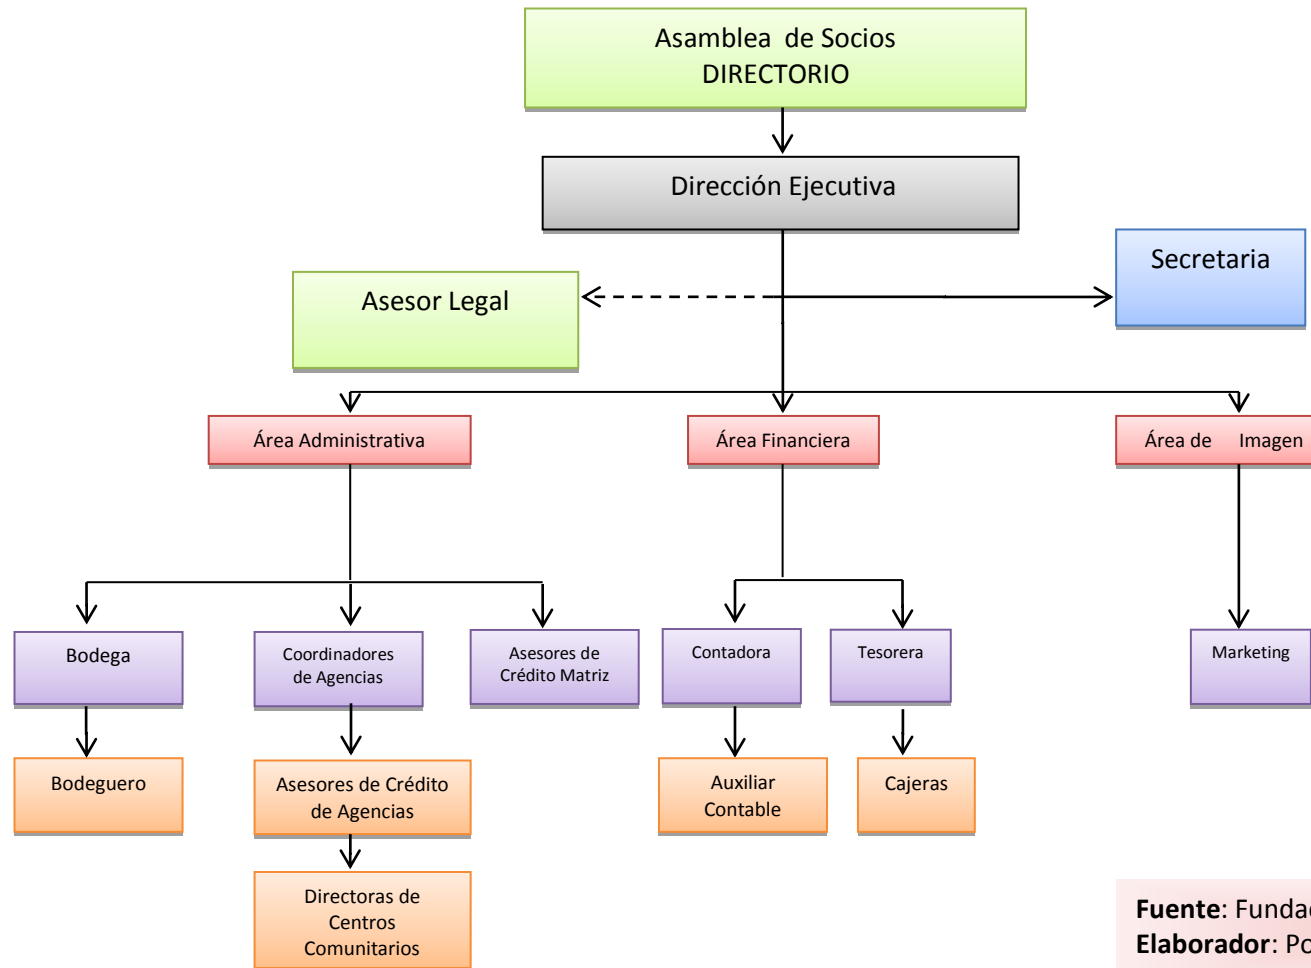 Asamblea de Socios
DIRECTORIO
Dirección Ejecutiva
Secretaria
Asesor Legal
Área Administrativa
Área Financiera
Área de Imagen
Bodega
Coordinadores
de Agencias
Asesores de
Crédito Matriz
Contadora
Tesorera
Marketing
Bodeguero
Asesores de Crédito
de Agencias
Auxiliar
Contable
Cajeras
Directoras de
Centros
Comunitarios
Fuente: Funda
Elaborador: Po